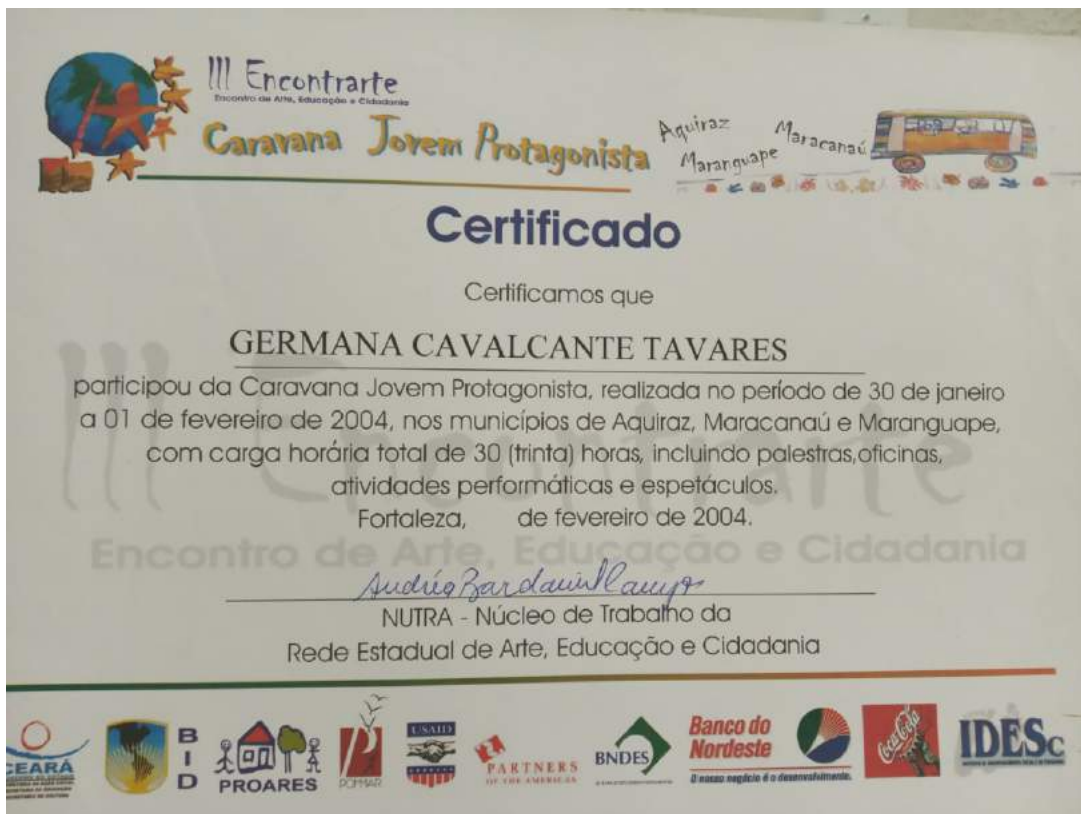 III Encontrarte
Encontro de Arte, Educação e Cidadania
Caravana Jovem Protagonista
Aquiraz Maracanaú
Maranguape
Certificado
Certificamos que
GERMANA CAVALCANTE TAVARES
participou da Caravana Jovem Protagonista, realizada no período de 30 de janeiro
a 01 de fevereiro de 2004, nos municípios de Aquiraz, Maracanaú e Maranguape,
com carga horária total de 30 (trinta) horas, incluindo palestras,oficinas,
atividades performáticas e espetáculos.
Fortaleza, de fevereiro de 2004.
III Encontrarte
Encontro de Arte, Educação e Cidadania
NUTRA - Núcleo de Trabalho da
Rede Estadual de Arte, Educação e Cidadania
CEARÁ
BID
PROARES
POMMAR
USAID
PARTNERS
OF THE AMERICAS
BNDES
Banco do
Nordeste
O nosso negócio é o desenvolvimento.
Coca-Cola
IDESC